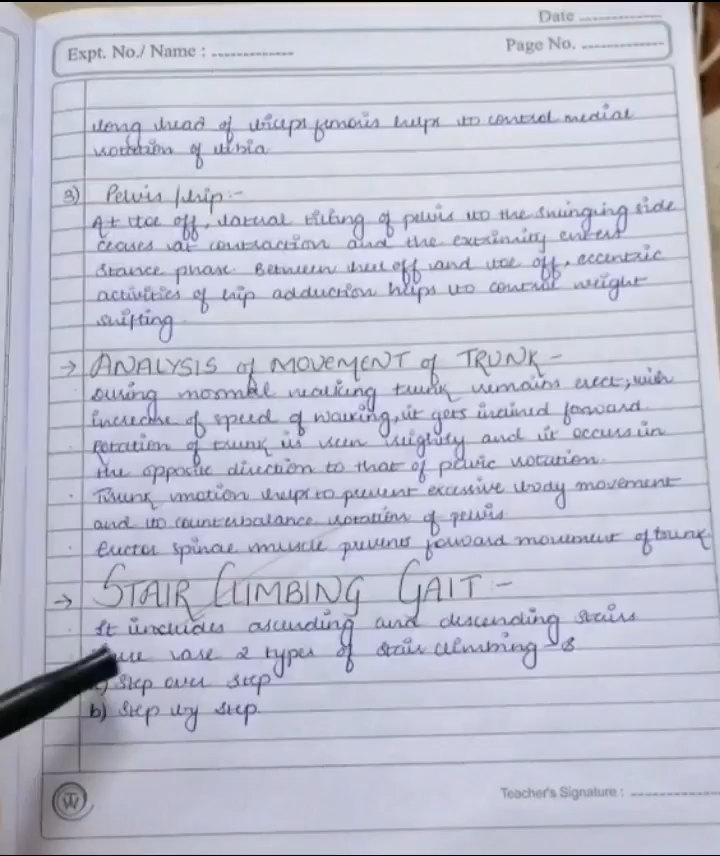 Date
Expt. No./ Name :
Page No.
long head of biceps femoris helps to control medial
rotation of tibia
3) Pelvis / hip :-
At toe off, lateral tilting of pelvis to the swinging side
ceases at contraction and the extrimity enters
stance phase. Between heel off and toe off, eccentric
activities of hip adduction helps to control weight
shifting
→ ANALYSIS of MOVEMENT of TRUNK -
During normal walking trunk remains erect, with
increase of speed of walking, it gets inclined forward.
· Rotation of trunk is seen slightly and it occurs in
the opposite direction to that of pelvic rotation.
· Trunk motion helps to prevent excessive body movement
and to counterbalance rotation of pelvis
· Erector spinae muscle prevents forward movement of trunk
→ STAIR CLIMBING GAIT :-
· It includes ascending and descending stairs
are 2 types of stair climbing -
) Step over step
b) Step by step
Teacher's Signature :